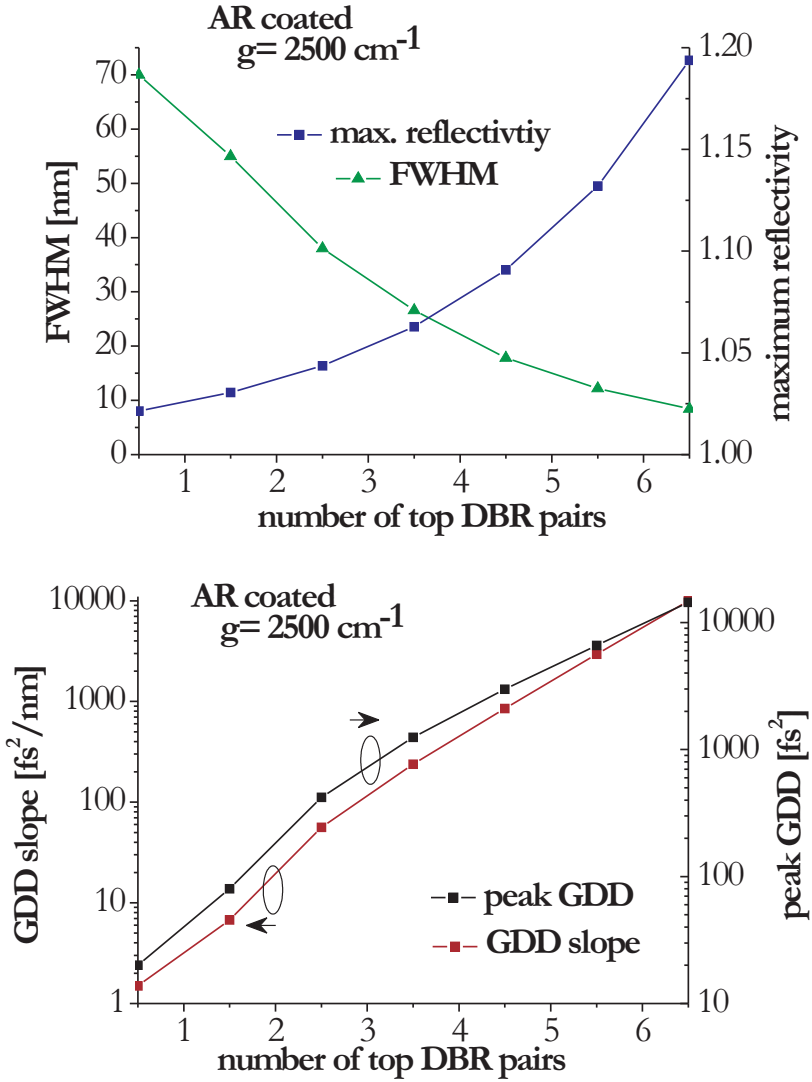 AR coated
g= 2500 cm⁻¹
max. reflectivtiy
FWHM
FWHM [nm]
70
60
50
40
30
20
10
0
1.20
1.15
1.10
1.05
1.00
maximum reflectivity
1 2 3 4 5 6
number of top DBR pairs
AR coated
g= 2500 cm⁻¹
GDD slope [fs²/nm]
10000
1000
100
10
1
10000
1000
100
10
peak GDD [fs²]
peak GDD
GDD slope
1 2 3 4 5 6
number of top DBR pairs